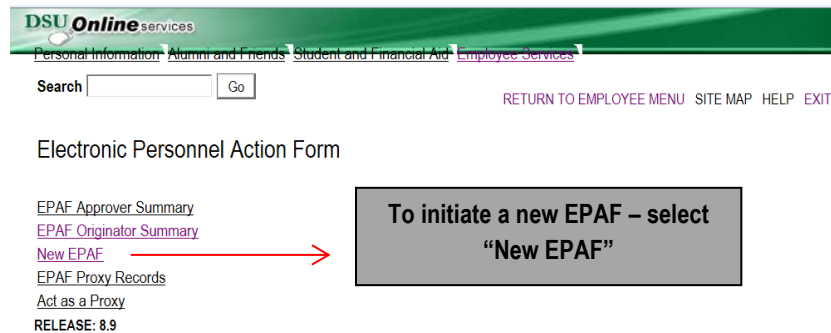 DSU Online services
Personal Information Alumni and Friends Student and Financial Aid Employee Services
Search Go
RETURN TO EMPLOYEE MENU SITE MAP HELP EXIT
Electronic Personnel Action Form
EPAF Approver Summary
EPAF Originator Summary
New EPAF
EPAF Proxy Records
Act as a Proxy
RELEASE: 8.9
To initiate a new EPAF – select
“New EPAF”